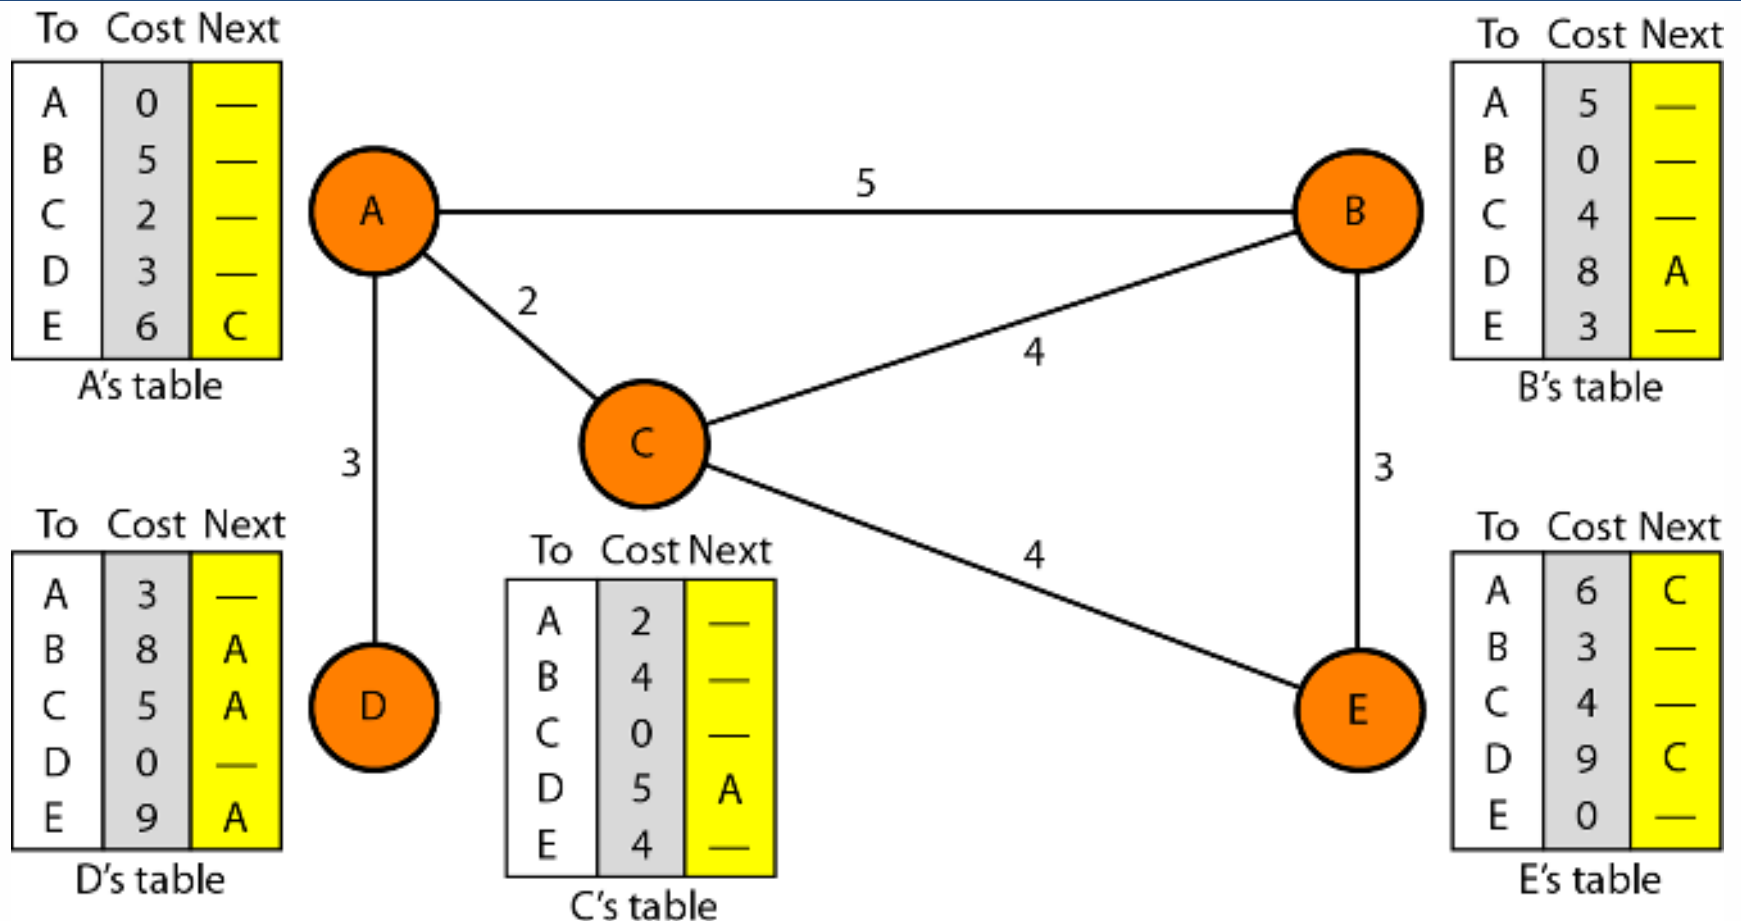 To Cost Next
A 0 —
B 5 —
C 2 —
D 3 —
E 6 C
A's table
To Cost Next
A 5 —
B 0 —
C 4 —
D 8 A
E 3 —
B's table
A
5
B
2
4
C
3
3
4
D
E
To Cost Next
A 3 —
B 8 A
C 5 A
D 0 —
E 9 A
D's table
To Cost Next
A 2 —
B 4 —
C 0 —
D 5 A
E 4 —
C's table
To Cost Next
A 6 C
B 3 —
C 4 —
D 9 C
E 0 —
E's table